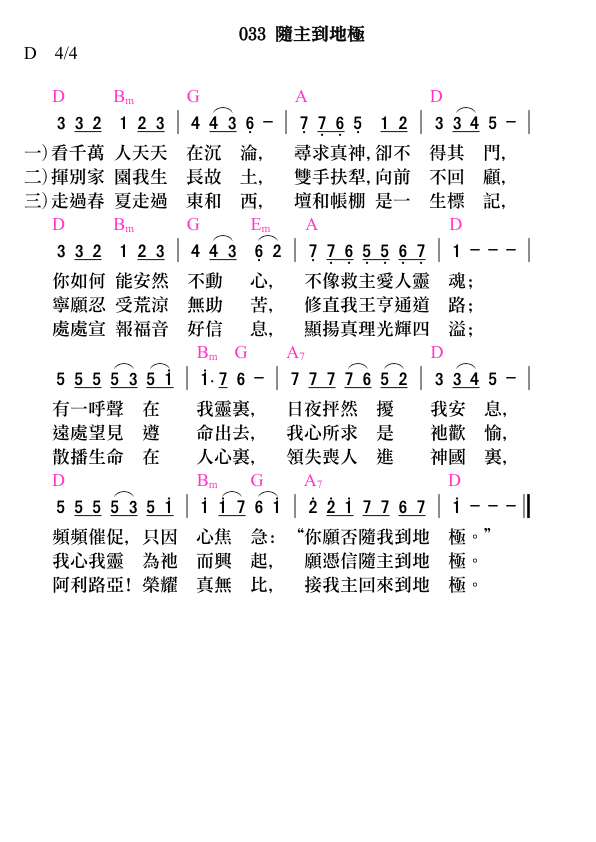 033 隨主到地極
D 4/4
D Bm G A D
3 3 2 1 2 3 | 4 4 3 6 − | 7 7 6 5 1 2 | 3 3 4 5 − |
一)看千萬 人天天 在沉 淪, 尋求真神,卻不 得其 門,
二)揮別家 園我生 長故 土, 雙手扶犁,向前 不回 顧,
三)走過春 夏走過 東和 西, 壇和帳棚 是一 生標 記,
D Bm G Em A D
3 3 2 1 2 3 | 4 4 3 6 2 | 7 7 6 5 5 6 7 | 1 − − − |
你如何 能安然 不動 心, 不像救主愛人靈 魂;
寧願忍 受荒涼 無助 苦, 修直我王亨通道 路;
處處宣 報福音 好信 息, 顯揚真理光輝四 溢;
Bm G A7 D
5 5 5 5 3 5 1 | 1· 7 6 − | 7 7 7 7 6 5 2 | 3 3 4 5 − |
有一呼聲 在 我靈裏, 日夜抨然 擾 我安 息,
遠處望見 遵 命出去, 我心所求 是 祂歡 愉,
散播生命 在 人心裏, 領失喪人 進 神國 裏,
D Bm G A7 D
5 5 5 5 3 5 1 | 1 1 7 6 1 | 2 2 1 7 7 6 7 | 1 − − − ‖
頻頻催促, 只因 心焦 急:“你願否隨我到地 極。”
我心我靈 為祂 而興 起, 願憑信隨主到地 極。
阿利路亞! 榮耀 真無 比, 接我主回來到地 極。